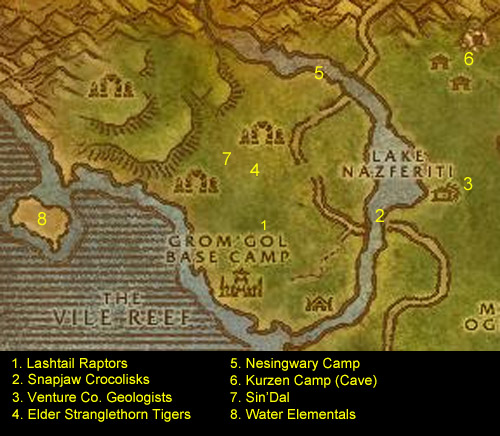 6
5
LAKE
NAZFERITI
7
4
3
8
2
1
GROM'GOL
BASE CAMP
THE
VILE REEF
M
OG
1. Lashtail Raptors
2. Snapjaw Crocolisks
3. Venture Co. Geologists
4. Elder Stranglethorn Tigers
5. Nesingwary Camp
6. Kurzen Camp (Cave)
7. Sin'Dal
8. Water Elementals